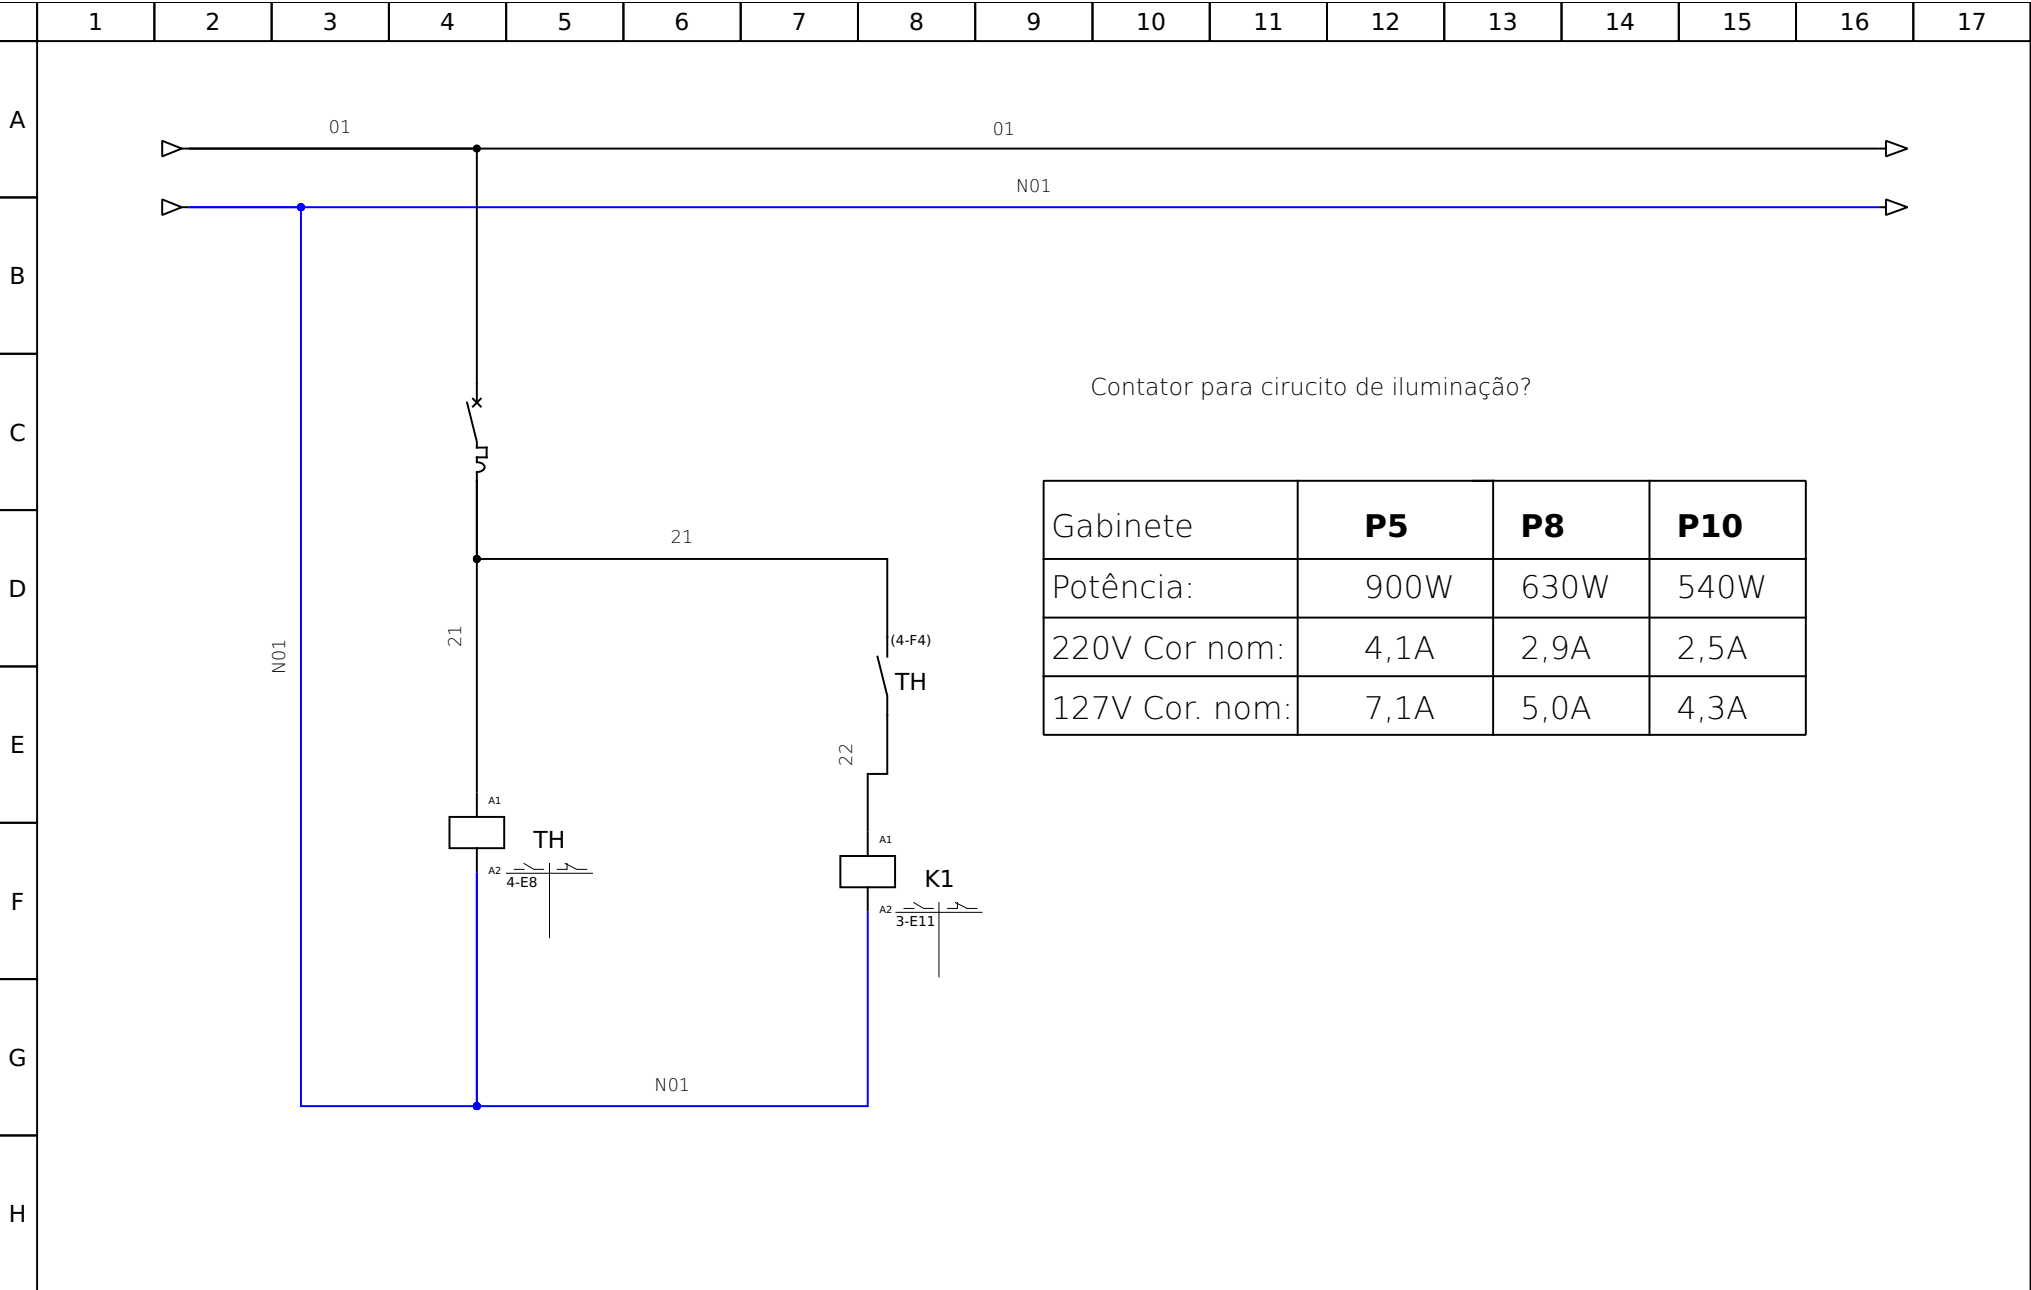 1 2 3 4 5 6 7 8 9 10 11 12 13 14 15 16 17
A
01 01
N01
B
Contator para cirucito de iluminação?
C
Gabinete P5 P8 P10
21
D
Potência: 900W 630W 540W
21
(4-F4)
220V Cor nom: 4,1A 2,9A 2,5A
N01
TH
127V Cor. nom: 7,1A 5,0A 4,3A
E
22
A1
TH
A1
A2
4-E8
K1
F
A2
3-E11
G
N01
H